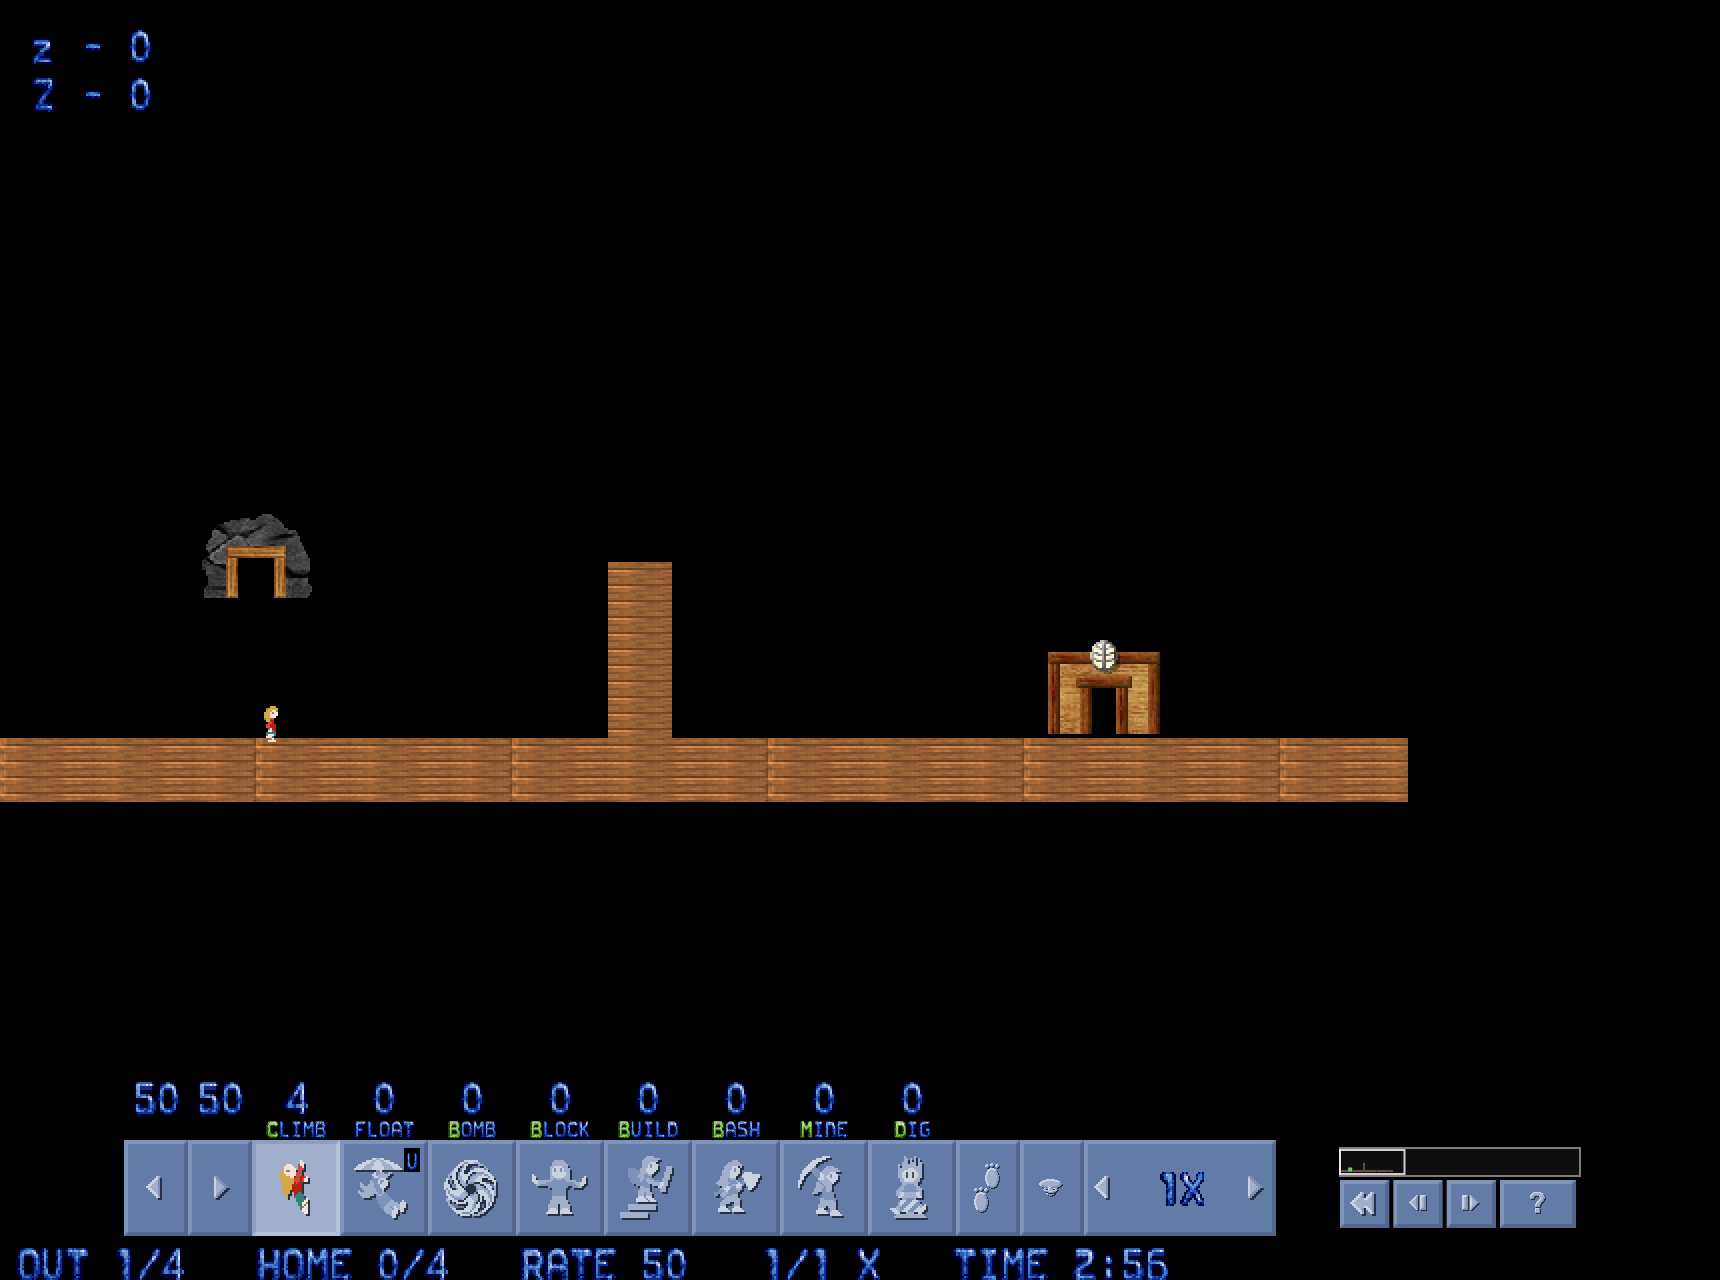 z - 0
Z - 0
50 50 4 0 0 0 0 0 0 0
CLIMB FLOAT BOMB BLOCK BUILD BASH MINE DIG
U
1X
?
OUT 1/4 HOME 0/4 RATE 50 1/1 X TIME 2:56